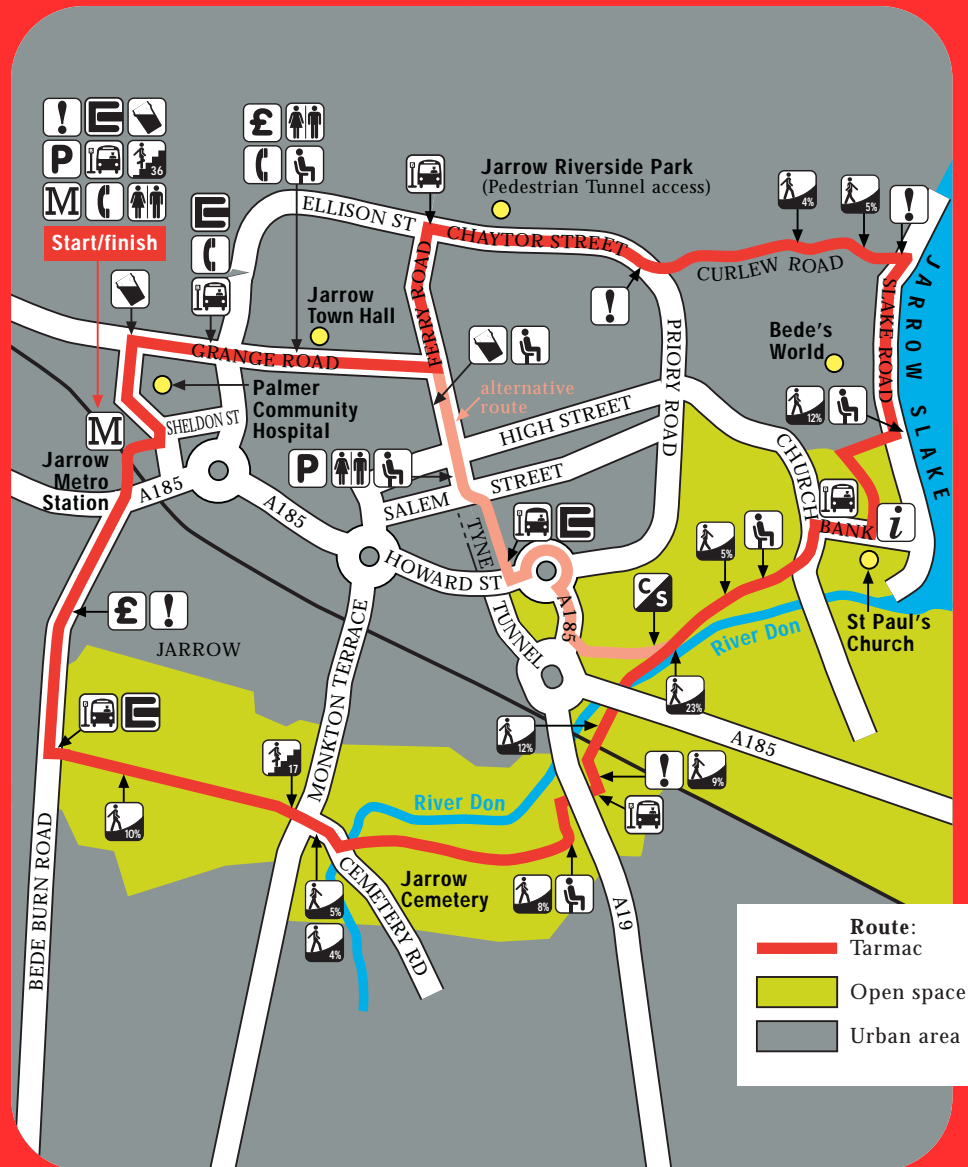 P
36
M
Start/finish
£
E
ELLISON ST
Jarrow Riverside Park
(Pedestrian Tunnel access)
CHAYTOR STREET
4%
5%
!
CURLEW ROAD
!
FERRY ROAD
Jarrow
Town Hall
GRANGE ROAD
PRIORY ROAD
Bede's
World
SLAKE ROAD
JARROW SLAKE
12%
Palmer
Community
Hospital
SHELDON ST
M
Jarrow
Metro
Station
alternative
route
HIGH STREET
P
SALEM STREET
CHURCH BANK
i
A185
A185
TYNE TUNNEL
E
HOWARD ST
A185
C/S
5%
River Don
St Paul's
Church
£ !
JARROW
MONKTON TERRACE
23%
A185
12%
E
! 9%
17
10%
River Don
BEDE BURN ROAD
Jarrow
Cemetery
CEMETERY RD
8%
5%
4%
A19
Route:
Tarmac
Open space
Urban area